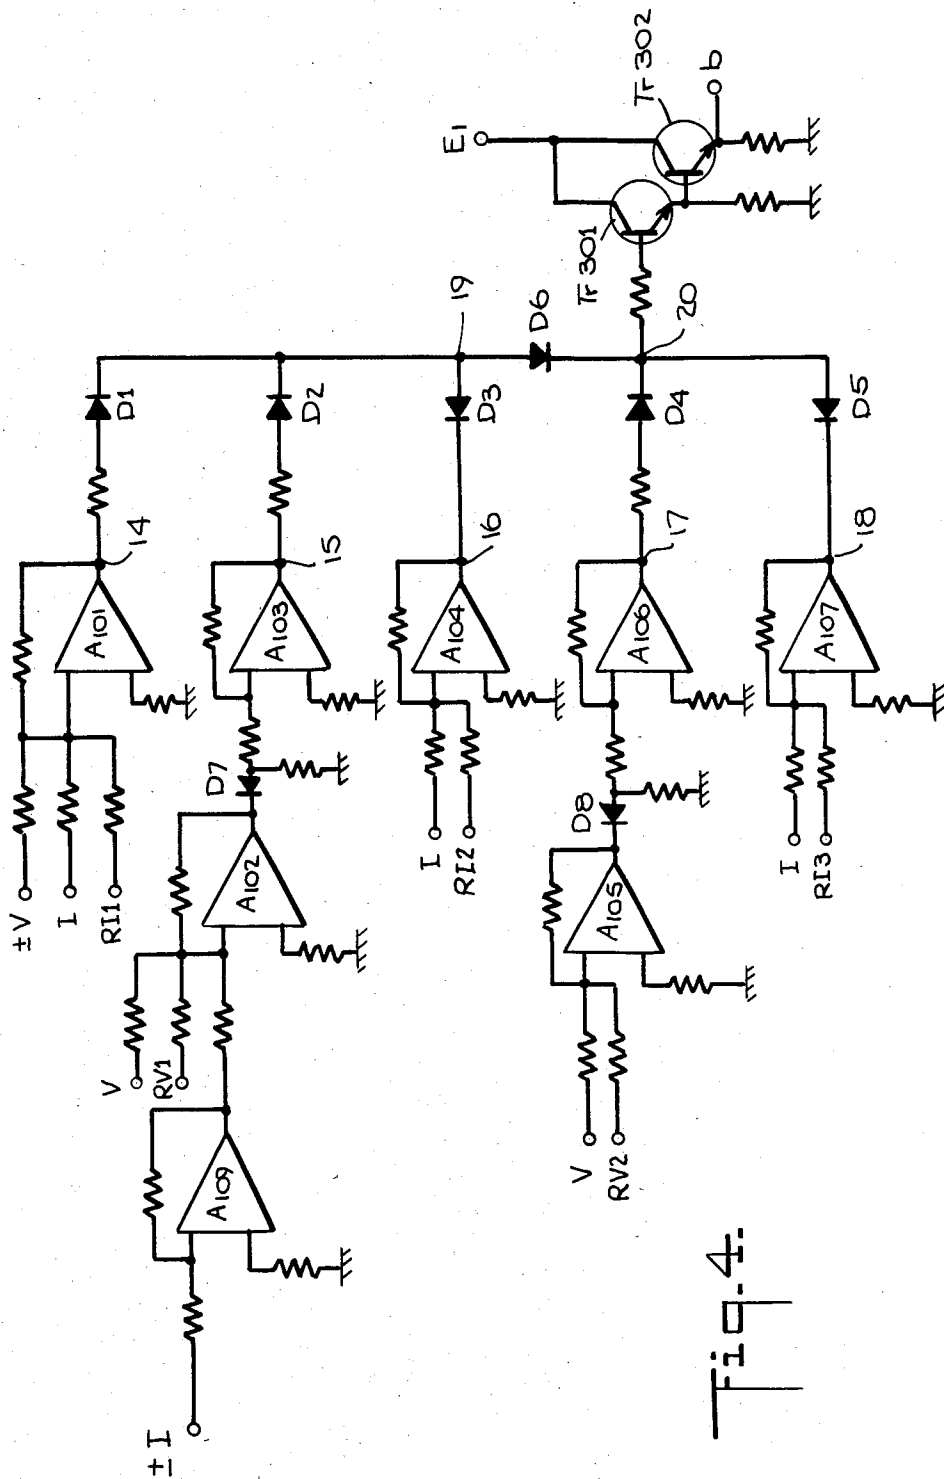 Tr 302
b
E1
Tr 301
19
D6
20
D1
D2
D3
D4
D5
14
15
16
17
18
A101
A103
A104
A106
A107
D7
D8
±V
I
RI1
A102
I
RI2
A105
I
RI3
V
RV1
V
RV2
A109
±I
Fig. 4.